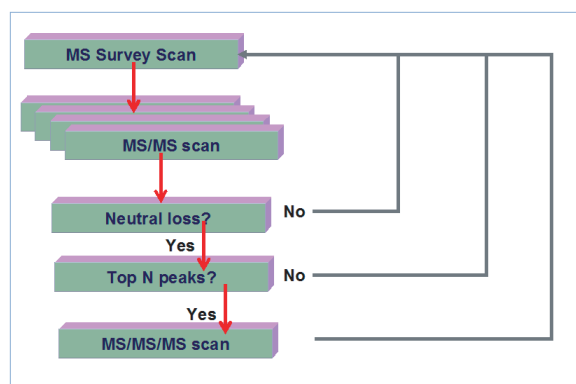 MS Survey Scan
MS/MS scan
Neutral loss?
No
Yes
Top N peaks?
No
Yes
MS/MS/MS scan